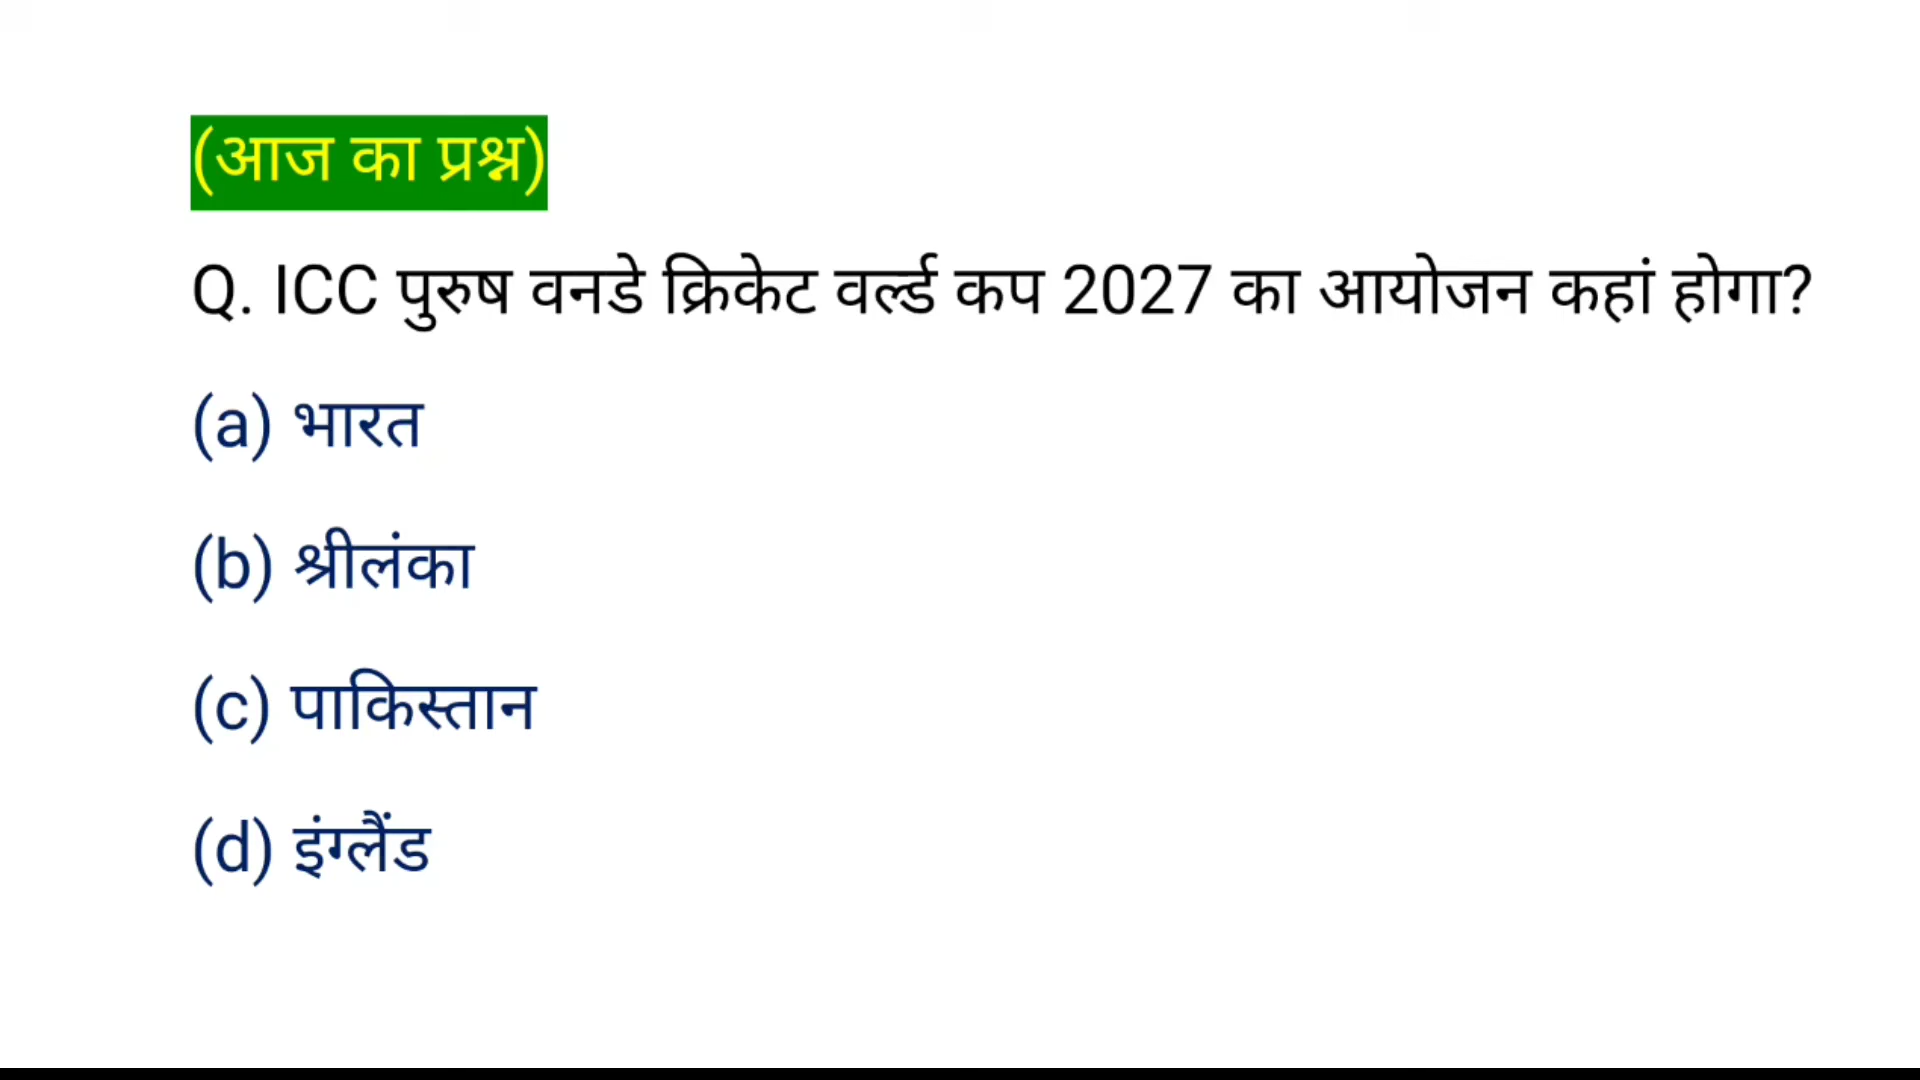 (आज का प्रश्न)
Q. ICC पुरुष वनडे क्रिकेट वर्ल्ड कप 2027 का आयोजन कहां होगा?
(a) भारत
(b) श्रीलंका
(c) पाकिस्तान
(d) इंग्लैंड